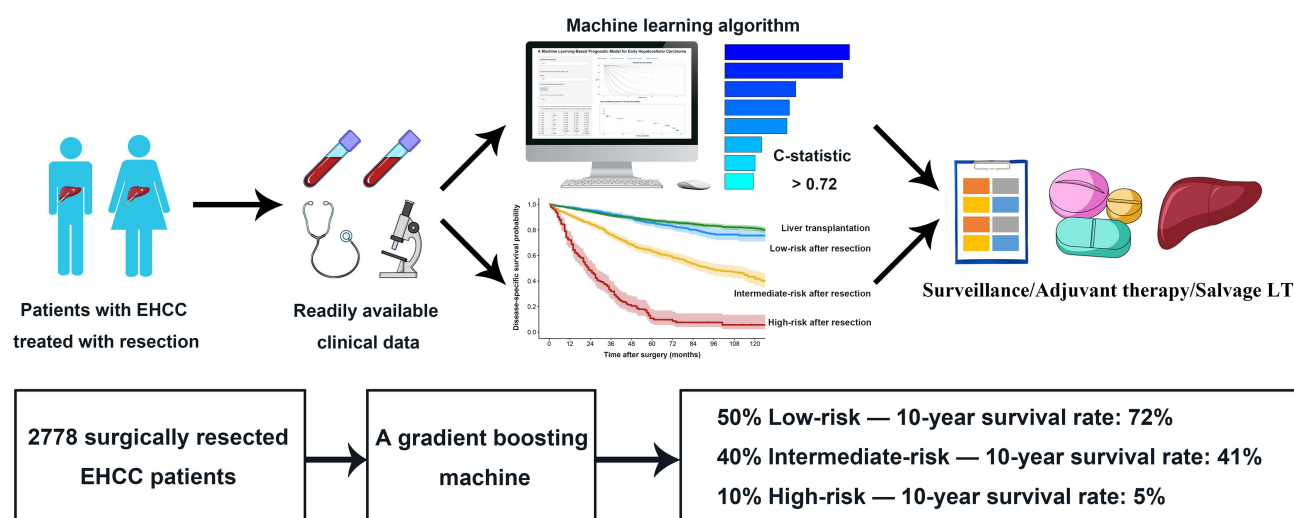 Machine learning algorithm
A Machine Learning-Based Prognostic Model for Early Hepatocellular Carcinoma
C-statistic
> 0.72
Patients with EHCC
treated with resection
Readily available
clinical data
Disease-specific survival probability
1.0
0.8
0.6
0.4
0.2
0.0
0 12 24 36 48 60 72 84 96 108 120
Time after surgery (months)
Liver transplantation
Low-risk after resection
Intermediate-risk after resection
High-risk after resection
Surveillance/Adjuvant therapy/Salvage LT
2778 surgically resected
EHCC patients
A gradient boosting
machine
50% Low-risk — 10-year survival rate: 72%
40% Intermediate-risk — 10-year survival rate: 41%
10% High-risk — 10-year survival rate: 5%